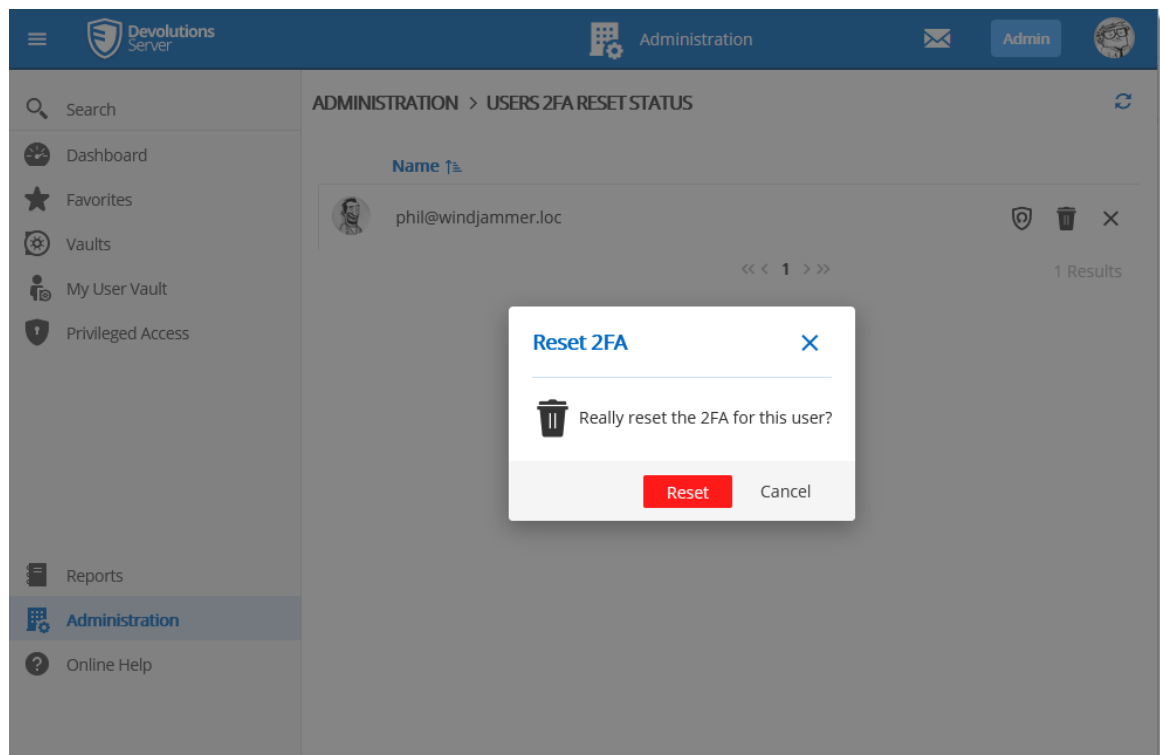 Devolutions
Server
Administration
Admin
Search
Dashboard
Favorites
Vaults
My User Vault
Privileged Access
Reports
Administration
Online Help
ADMINISTRATION > USERS 2FA RESET STATUS
Name
phil@windjammer.loc
<< < 1 > >>
1 Results
Reset 2FA
Really reset the 2FA for this user?
Reset Cancel